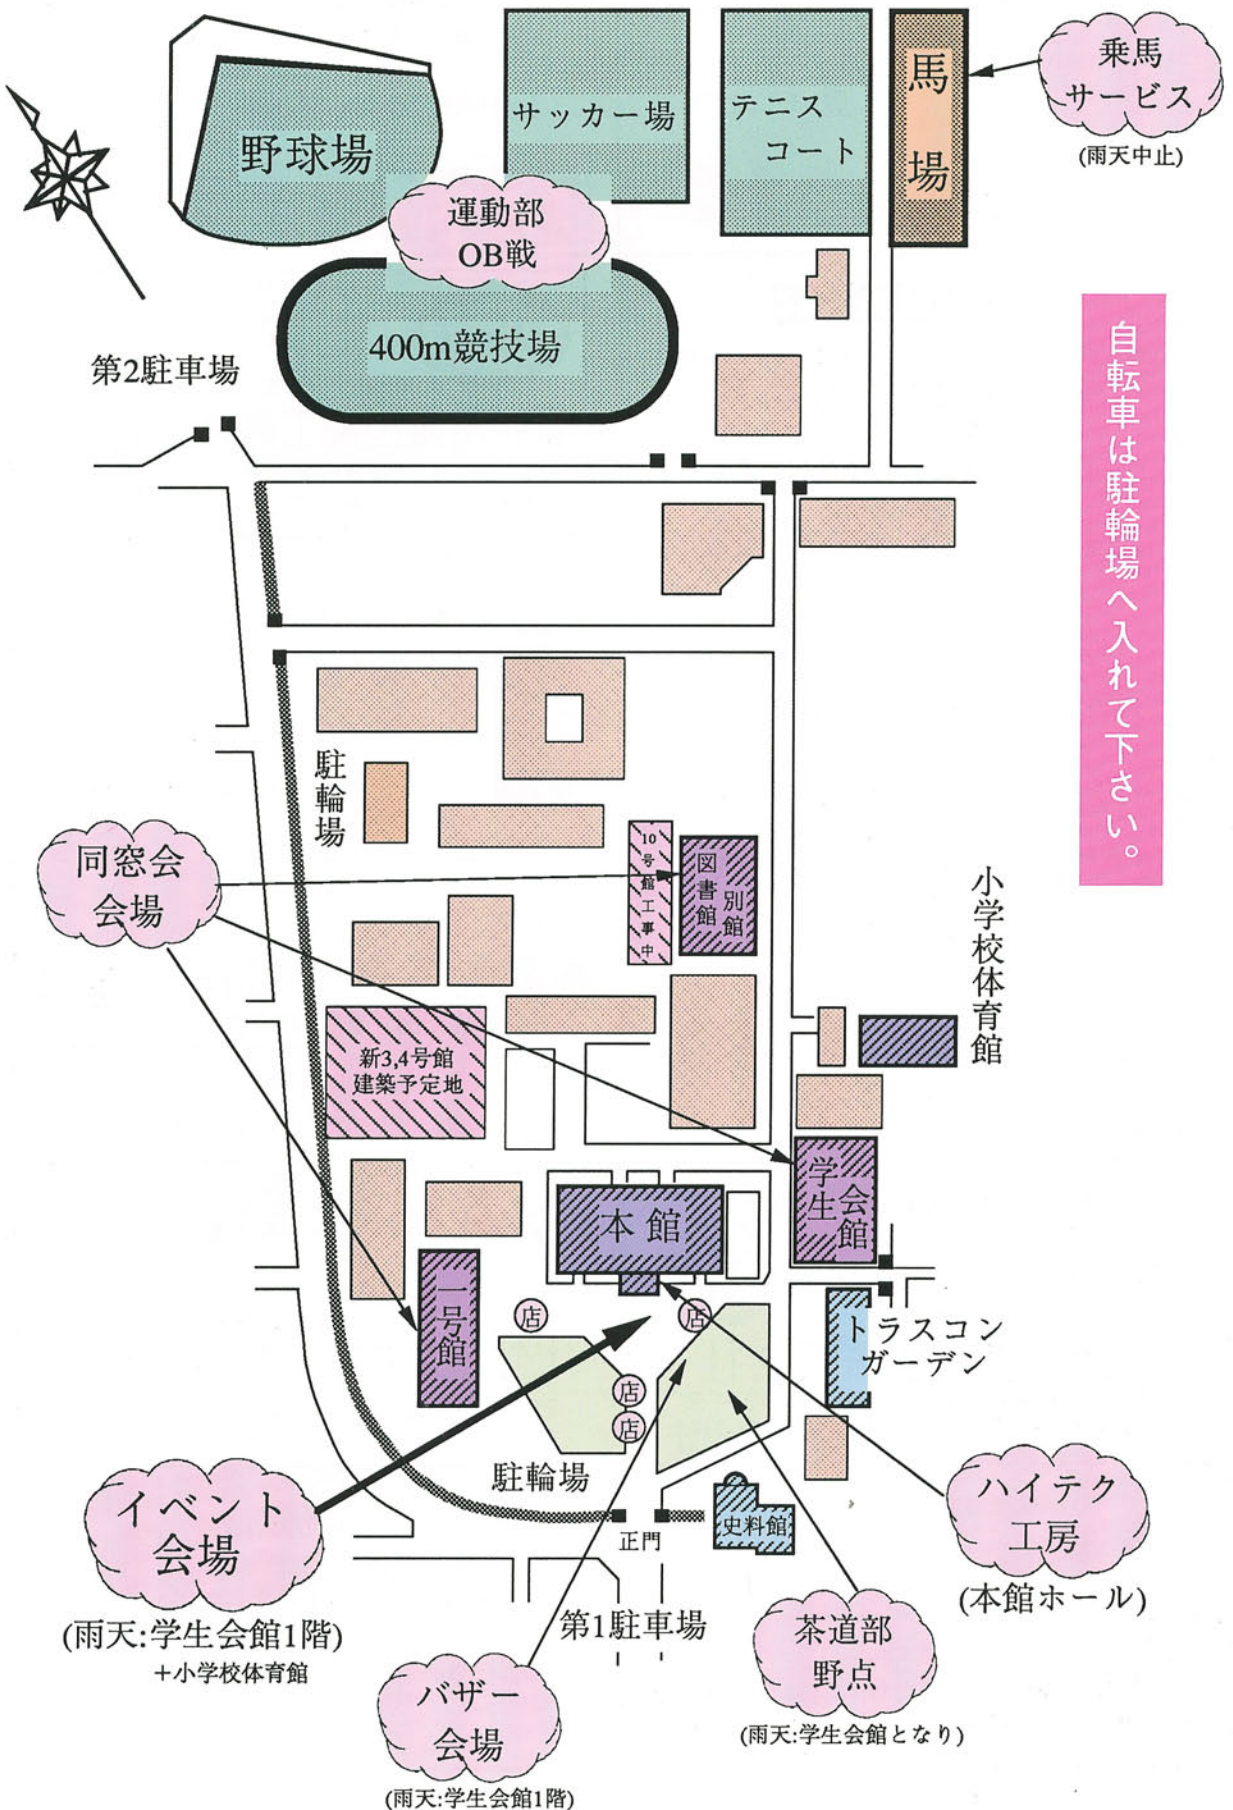 野球場
サッカー場
テニス
コート
馬場
乗馬
サービス
(雨天中止)
運動部
OB戦
400m競技場
第2駐車場
自転車は駐輪場へ入れて下さい。
駐輪場
同窓会
会場
10号館工事中
図書館
別館
小学校体育館
新3,4号館
建築予定地
学生
会館
本館
一号館
店
店
店
店
トラスコン
ガーデン
駐輪場
正門
史料館
イベント
会場
(雨天:学生会館1階)
+小学校体育館
ハイテク
工房
(本館ホール)
第1駐車場
茶道部
野点
(雨天:学生会館となり)
バザー
会場
(雨天:学生会館1階)